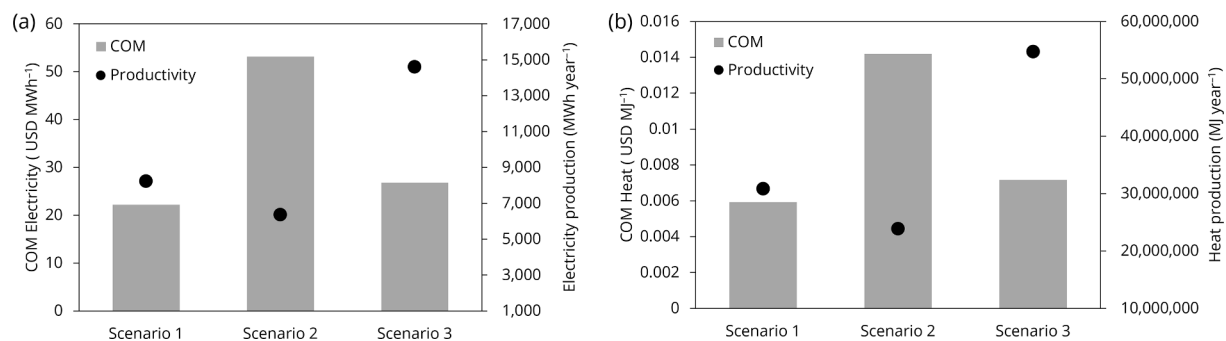 (a)
COM Electricity ( USD MWh⁻¹)
60
50
40
30
20
10
0
COM
Productivity
17,000
15,000
13,000
11,000
9,000
7,000
5,000
3,000
1,000
Electricity production (MWh year⁻¹)
Scenario 1 Scenario 2 Scenario 3
(b)
COM Heat ( USD MJ⁻¹)
0.016
0.014
0.012
0.01
0.008
0.006
0.004
0.002
0
COM
Productivity
60,000,000
50,000,000
40,000,000
30,000,000
20,000,000
10,000,000
Heat production (MJ year⁻¹)
Scenario 1 Scenario 2 Scenario 3